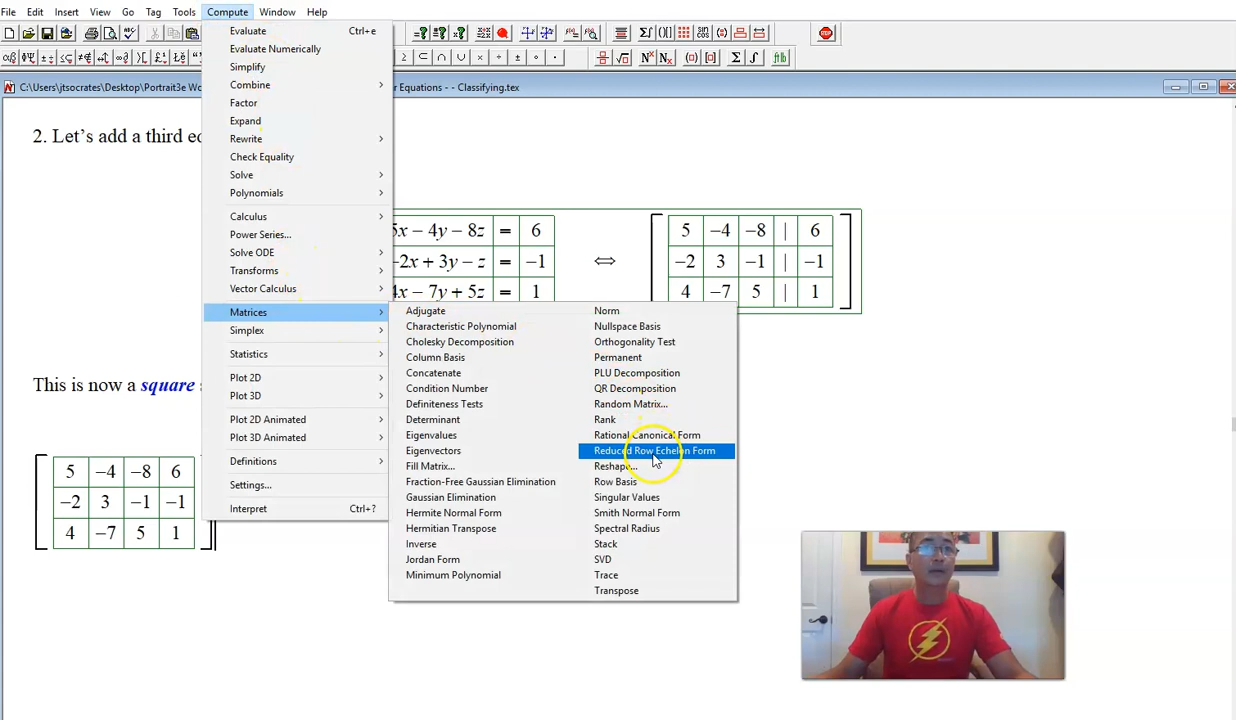 File Edit Insert View Go Tag Tools Compute Window Help
C:\Users\jtsocrates\Desktop\Portrait3e Wo
r Equations - - Classifying.tex
Evaluate Ctrl+e
Evaluate Numerically
Simplify
Combine
Factor
Expand
Rewrite
Check Equality
Solve
Polynomials
Calculus
Power Series...
Solve ODE
Transforms
Vector Calculus
Matrices
Simplex
Statistics
Plot 2D
Plot 3D
Plot 2D Animated
Plot 3D Animated
Definitions
Settings...
Interpret Ctrl+?
Adjugate
Characteristic Polynomial
Cholesky Decomposition
Column Basis
Concatenate
Condition Number
Definiteness Tests
Determinant
Eigenvalues
Eigenvectors
Fill Matrix...
Fraction-Free Gaussian Elimination
Gaussian Elimination
Hermite Normal Form
Hermitian Transpose
Inverse
Jordan Form
Minimum Polynomial
Norm
Nullspace Basis
Orthogonality Test
Permanent
PLU Decomposition
QR Decomposition
Random Matrix...
Rank
Rational Canonical Form
Reduced Row Echelon Form
Reshape...
Row Basis
Singular Values
Smith Normal Form
Spectral Radius
Stack
SVD
Trace
Transpose
2. Let's add a third eq
5x − 4y − 8z = 6
−2x + 3y − z = −1
4x − 7y + 5z = 1
⇔
5 −4 −8 | 6
−2 3 −1 | −1
4 −7 5 | 1
This is now a square s
5 −4 −8 6
−2 3 −1 −1
4 −7 5 1